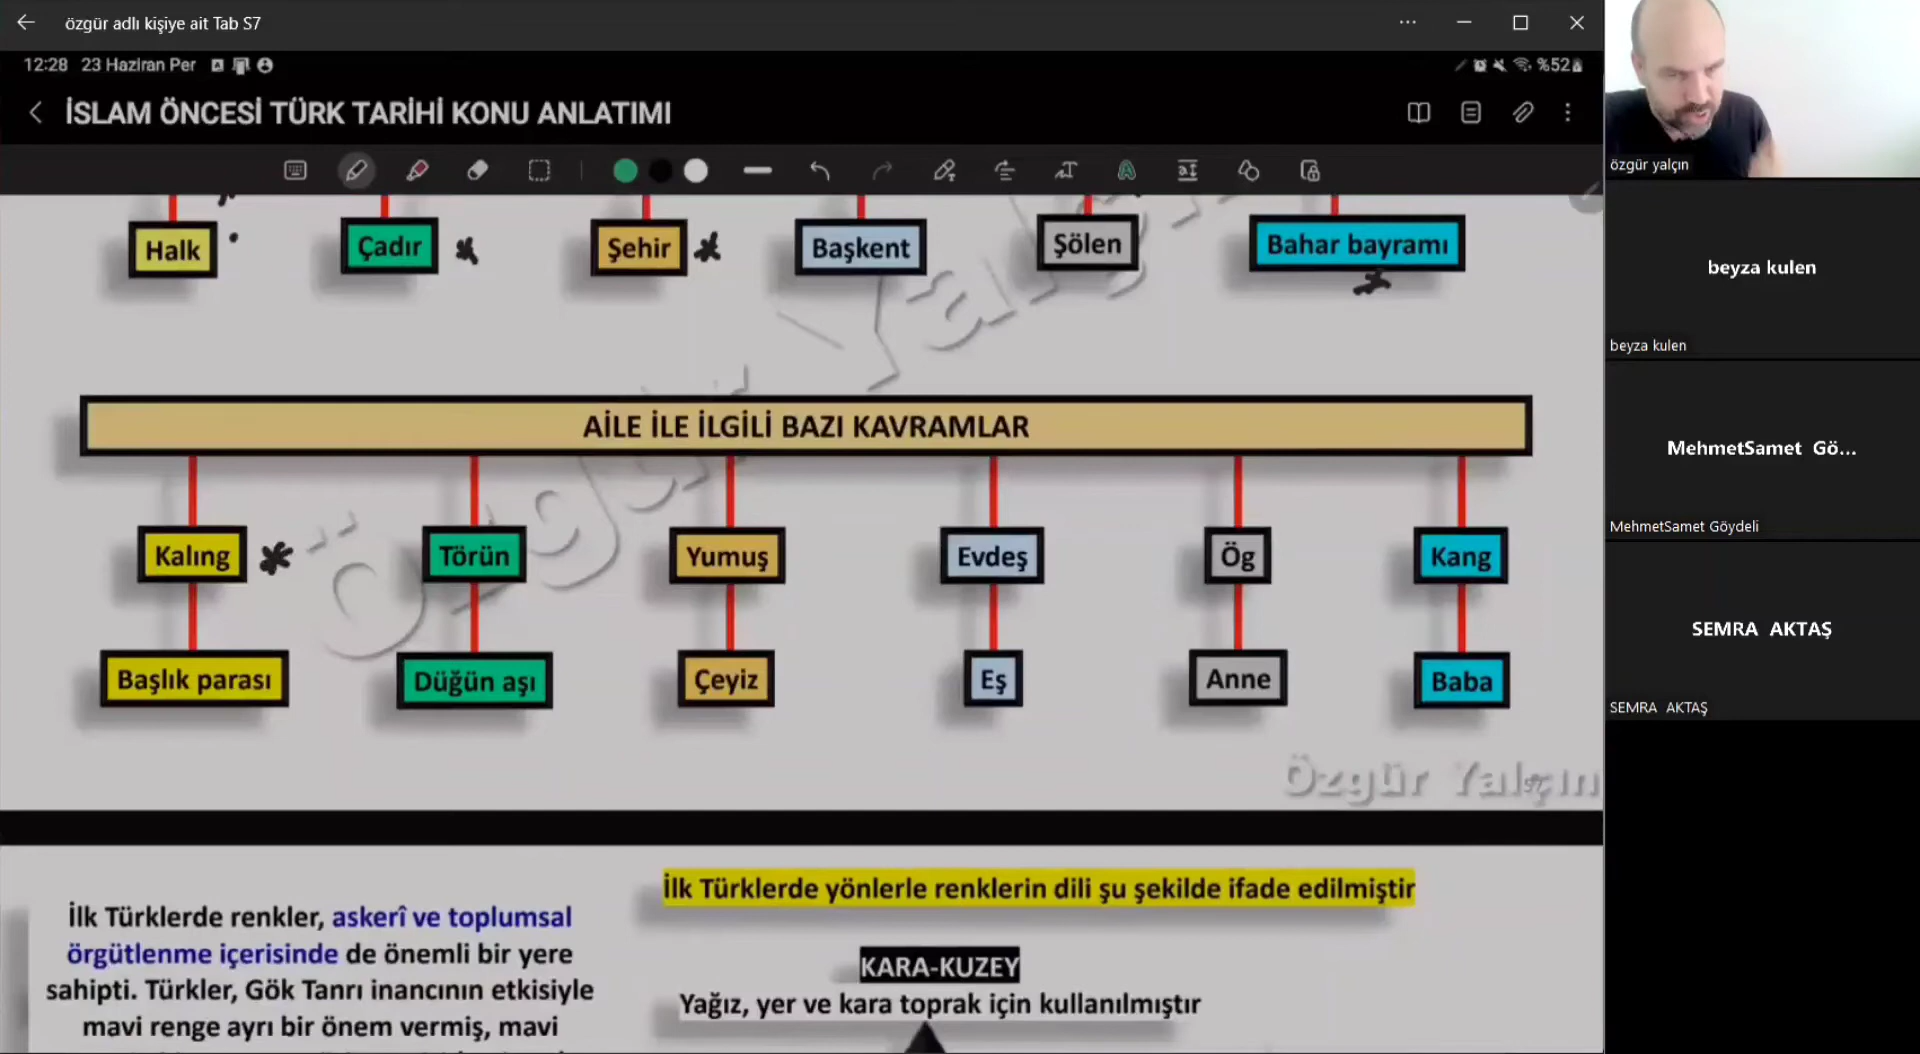 özgür adlı kişiye ait Tab S7
12:28 23 Haziran Per
%52
İSLAM ÖNCESİ TÜRK TARİHİ KONU ANLATIMI
Halk
Çadır
Şehir
Başkent
Şölen
Bahar bayramı
AİLE İLE İLGİLİ BAZI KAVRAMLAR
Kalıng
Törün
Yumuş
Evdeş
Ög
Kang
Başlık parası
Düğün aşı
Çeyiz
Eş
Anne
Baba
Özgür Yalçın
Özgür Yalçın
İlk Türklerde renkler, askerî ve toplumsal
örgütlenme içerisinde de önemli bir yere
sahipti. Türkler, Gök Tanrı inancının etkisiyle
mavi renge ayrı bir önem vermiş, mavi
İlk Türklerde yönlerle renklerin dili şu şekilde ifade edilmiştir
KARA-KUZEY
Yağız, yer ve kara toprak için kullanılmıştır
özgür yalçın
beyza kulen
beyza kulen
MehmetSamet Gö...
MehmetSamet Göydeli
SEMRA AKTAŞ
SEMRA AKTAŞ